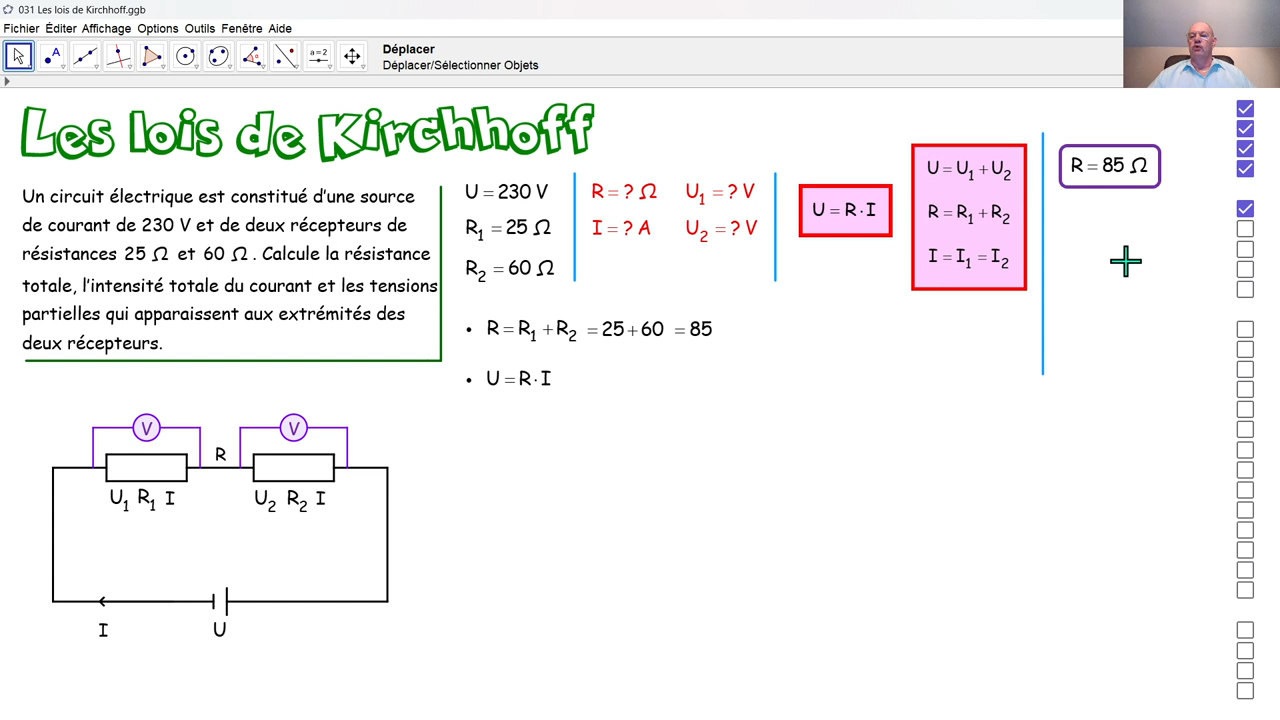 031 Les lois de Kirchhoff.ggb
Fichier Éditer Affichage Options Outils Fenêtre Aide
A
a=2
Déplacer
Déplacer/Sélectionner Objets
Les lois de Kirchhoff
Un circuit électrique est constitué d'une source
de courant de 230 V et de deux récepteurs de
résistances 25 Ω et 60 Ω. Calcule la résistance
totale, l'intensité totale du courant et les tensions
partielles qui apparaissent aux extrémités des
deux récepteurs.
U = 230 V
R₁ = 25 Ω
R₂ = 60 Ω
R = ? Ω U₁ = ? V
I = ? A U₂ = ? V
U = R · I
U = U₁ + U₂
R = R₁ + R₂
I = I₁ = I₂
R = 85 Ω
• R = R₁ + R₂ = 25 + 60 = 85
• U = R · I
V V
R
U₁ R₁ I U₂ R₂ I
I U